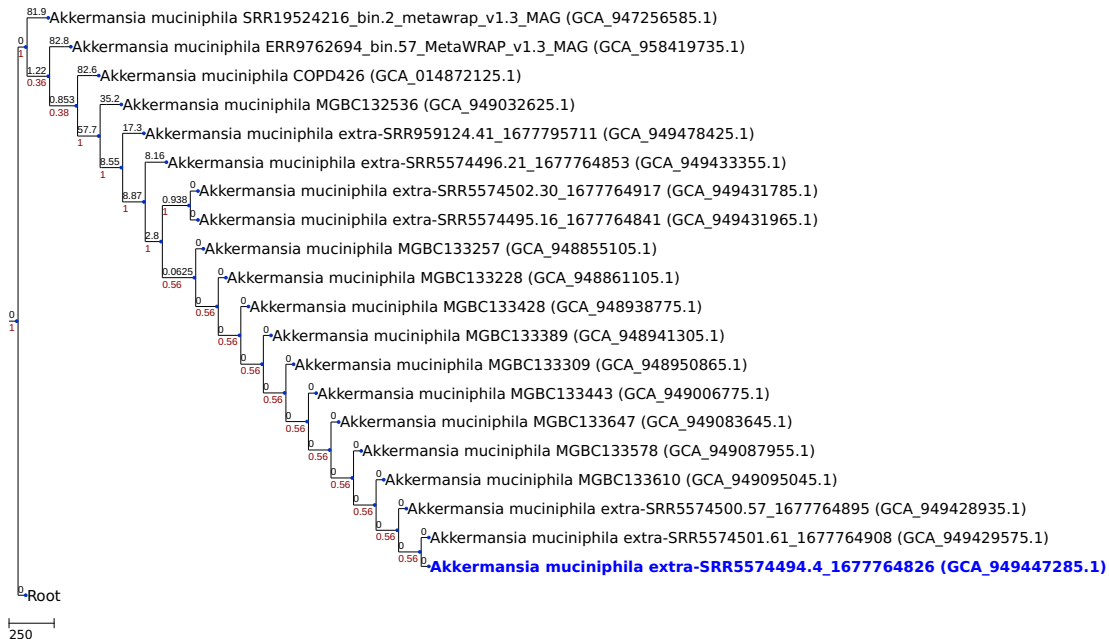 81.9 Akkermansia muciniphila SRR19524216_bin.2_metawrap_v1.3_MAG (GCA_947256585.1)
0
1
82.8 Akkermansia muciniphila ERR9762694_bin.57_MetaWRAP_v1.3_MAG (GCA_958419735.1)
1.22
0.36
82.6 Akkermansia muciniphila COPD426 (GCA_014872125.1)
0.853
0.38
35.2 Akkermansia muciniphila MGBC132536 (GCA_949032625.1)
57.7
1
17.3 Akkermansia muciniphila extra-SRR959124.41_1677795711 (GCA_949478425.1)
8.55
1
8.16 Akkermansia muciniphila extra-SRR5574496.21_1677764853 (GCA_949433355.1)
8.87
1
0 Akkermansia muciniphila extra-SRR5574502.30_1677764917 (GCA_949431785.1)
0.938
1
0 Akkermansia muciniphila extra-SRR5574495.16_1677764841 (GCA_949431965.1)
2.8
1
0 Akkermansia muciniphila MGBC133257 (GCA_948855105.1)
0.0625
0.56
0 Akkermansia muciniphila MGBC133228 (GCA_948861105.1)
0
0.56
0 Akkermansia muciniphila MGBC133428 (GCA_948938775.1)
0
1
0
0.56
0 Akkermansia muciniphila MGBC133389 (GCA_948941305.1)
0
0.56
0 Akkermansia muciniphila MGBC133309 (GCA_948950865.1)
0
0.56
0 Akkermansia muciniphila MGBC133443 (GCA_949006775.1)
0
0.56
0 Akkermansia muciniphila MGBC133647 (GCA_949083645.1)
0
0.56
0 Akkermansia muciniphila MGBC133578 (GCA_949087955.1)
0
0.56
0 Akkermansia muciniphila MGBC133610 (GCA_949095045.1)
0
0.56
0 Akkermansia muciniphila extra-SRR5574500.57_1677764895 (GCA_949428935.1)
0
0.56
0 Akkermansia muciniphila extra-SRR5574501.61_1677764908 (GCA_949429575.1)
0
0.56
0 Akkermansia muciniphila extra-SRR5574494.4_1677764826 (GCA_949447285.1)
0 Root
250